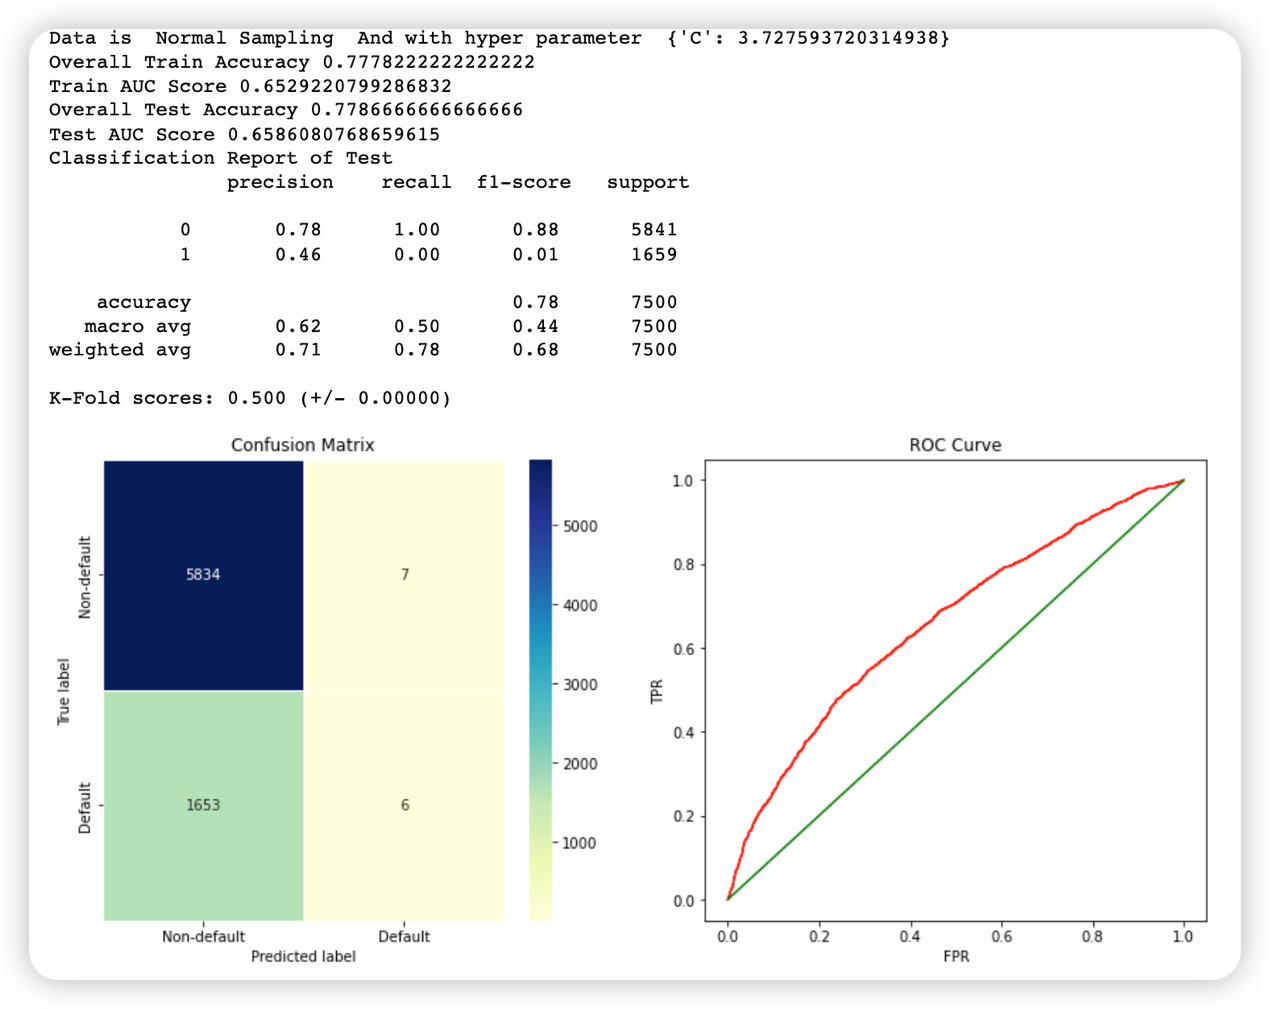 Data is  Normal Sampling  And with hyper parameter  {'C': 3.727593720314938}
Overall Train Accuracy 0.7778222222222222
Train AUC Score 0.6529220799286832
Overall Test Accuracy 0.7786666666666666
Test AUC Score 0.6586080768659615
Classification Report of Test
precision    recall  f1-score   support
0       0.78      1.00      0.88      5841
1       0.46      0.00      0.01      1659
accuracy                           0.78      7500
macro avg       0.62      0.50      0.44      7500
weighted avg       0.71      0.78      0.68      7500
K-Fold scores: 0.500 (+/- 0.00000)
Confusion Matrix
True label
Non-default
Default
5834
7
1653
6
Non-default
Default
Predicted label
5000
4000
3000
2000
1000
ROC Curve
TPR
1.0
0.8
0.6
0.4
0.2
0.0
0.0
0.2
0.4
0.6
0.8
1.0
FPR